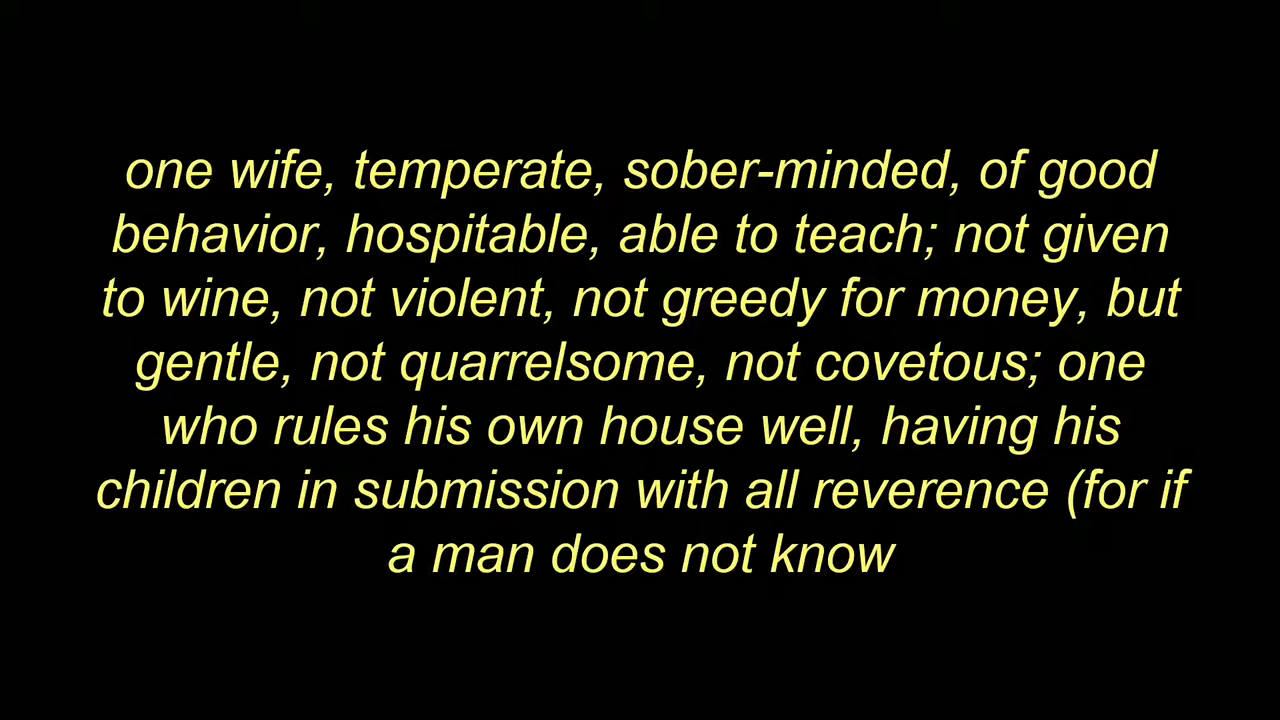 one wife, temperate, sober-minded, of good
behavior, hospitable, able to teach; not given
to wine, not violent, not greedy for money, but
gentle, not quarrelsome, not covetous; one
who rules his own house well, having his
children in submission with all reverence (for if
a man does not know